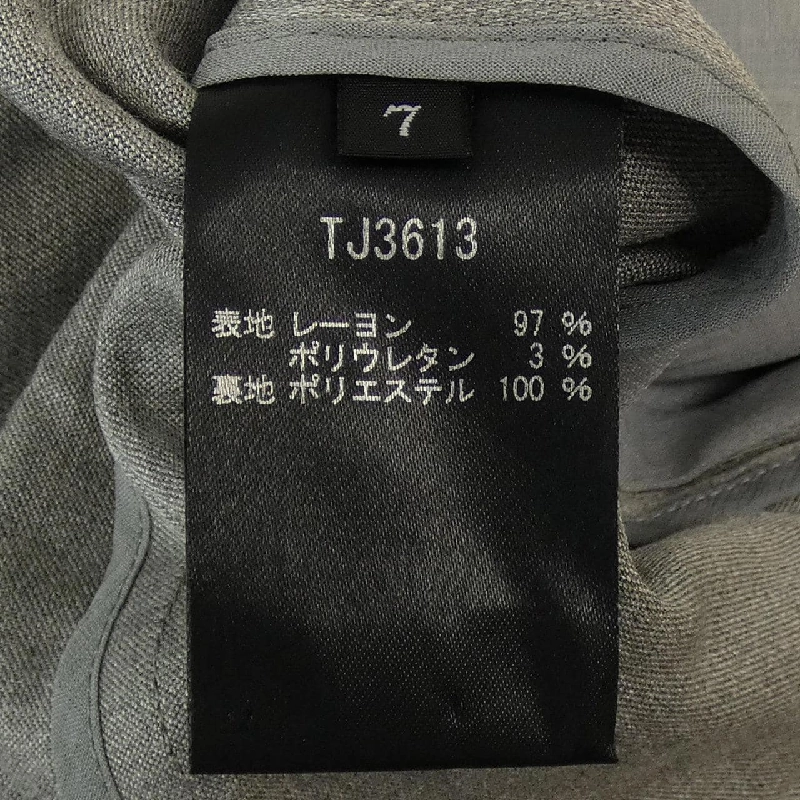 7
TJ3613
表地 レーヨン 97 %
ポリウレタン 3 %
裏地 ポリエステル 100 %